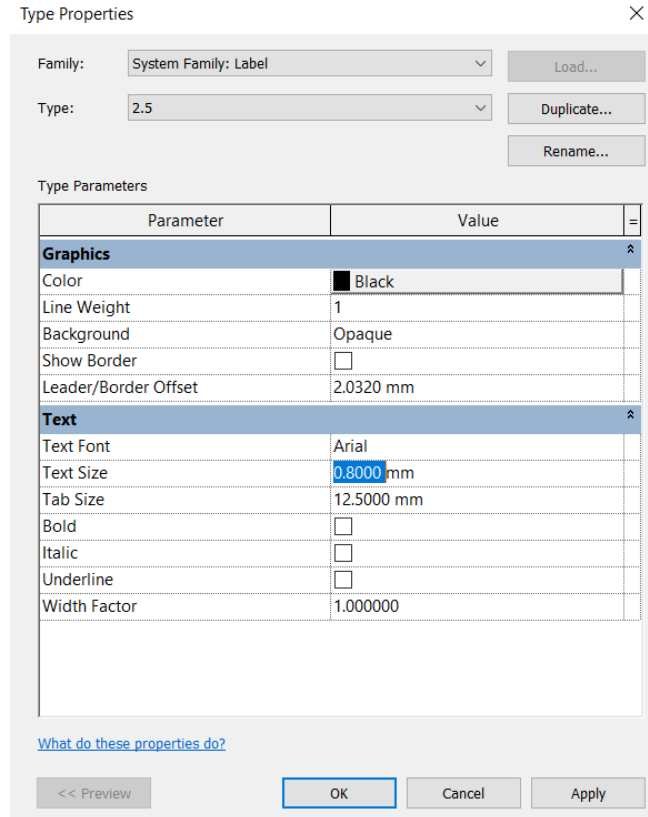 Type Properties
Family: System Family: Label Load...
Type: 2.5 Duplicate...
Rename...
Type Parameters
Parameter Value =
Graphics
Color Black
Line Weight 1
Background Opaque
Show Border
Leader/Border Offset 2.0320 mm
Text
Text Font Arial
Text Size 0.8000 mm
Tab Size 12.5000 mm
Bold
Italic
Underline
Width Factor 1.000000
What do these properties do?
<< Preview OK Cancel Apply